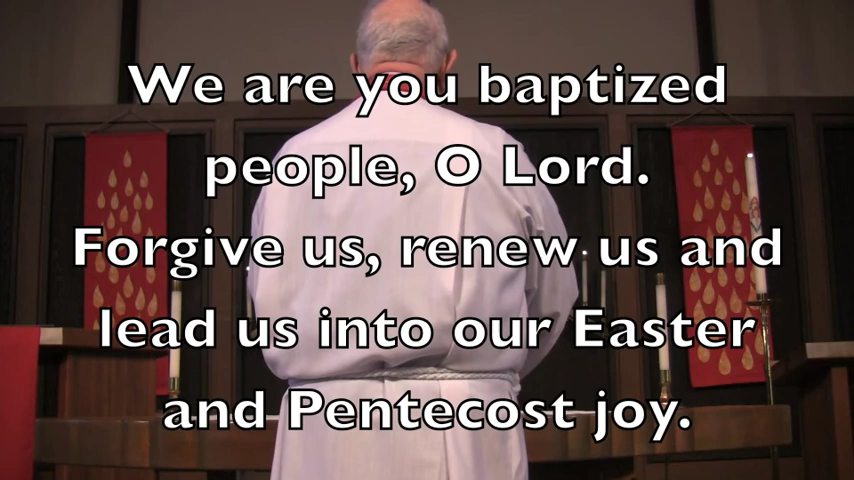 We are you baptized
people, O Lord.
Forgive us, renew us and
lead us into our Easter
and Pentecost joy.